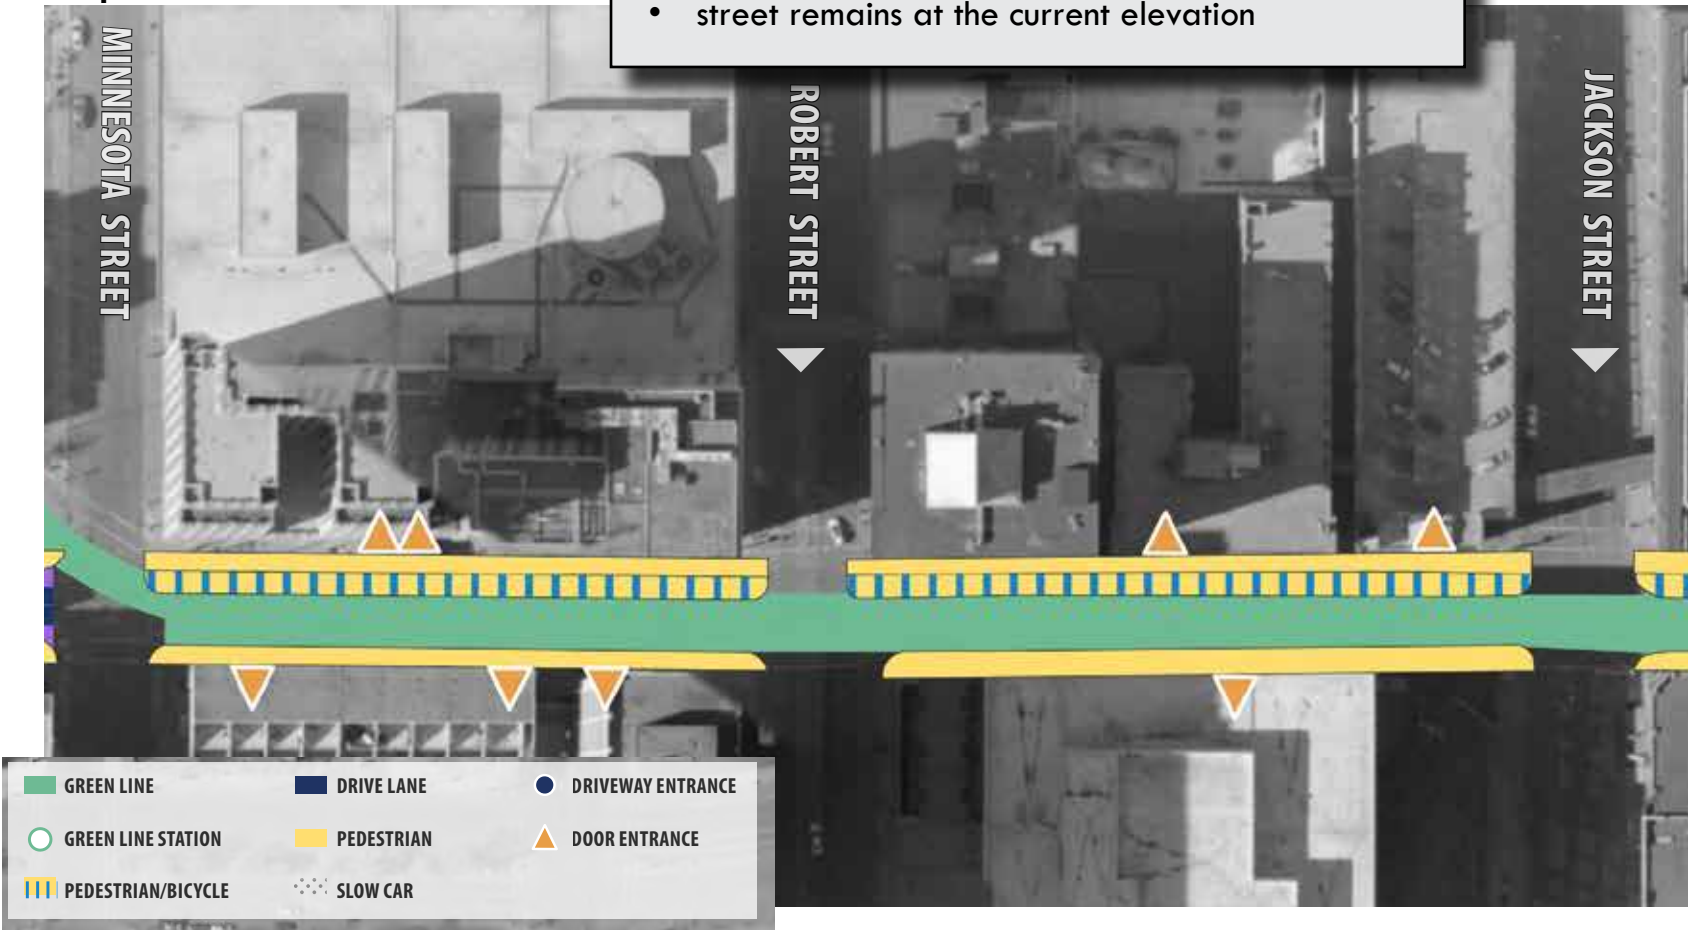 • street remains at the current elevation
MINNESOTA STREET
ROBERT STREET
JACKSON STREET
GREEN LINE
DRIVE LANE
DRIVEWAY ENTRANCE
GREEN LINE STATION
PEDESTRIAN
DOOR ENTRANCE
PEDESTRIAN/BICYCLE
SLOW CAR